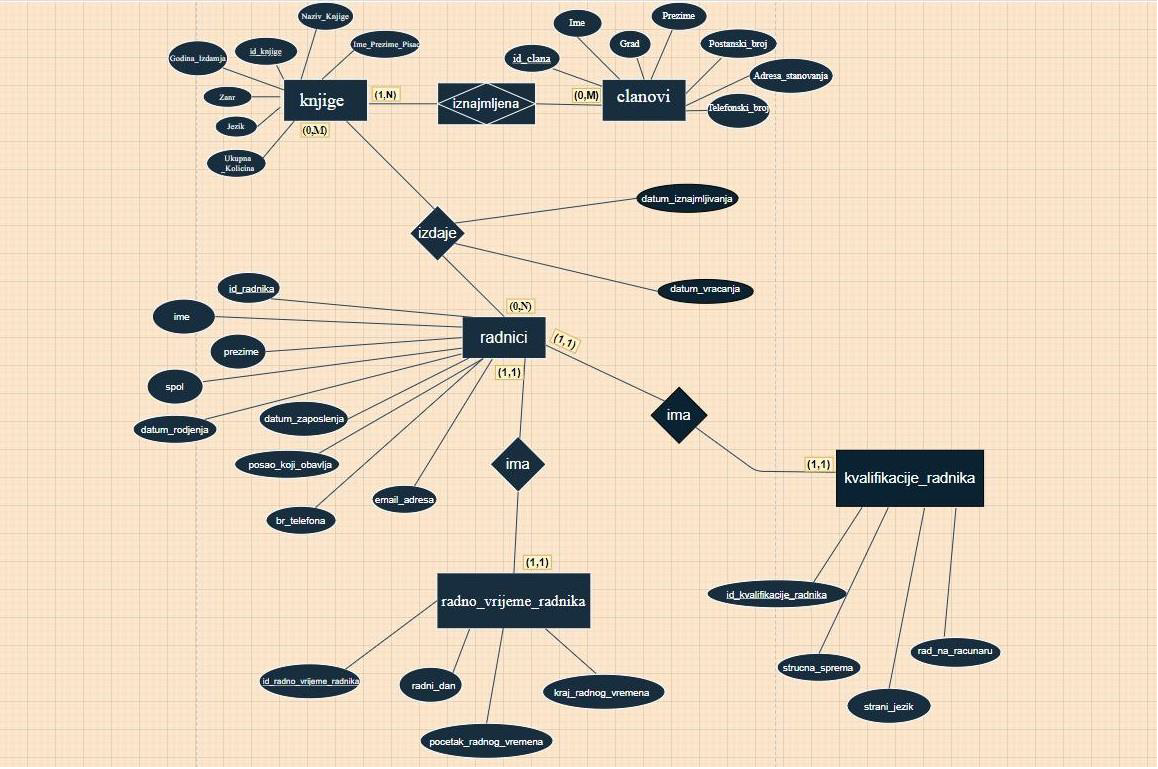 Naziv_Knjige
id_knjige
Ime_Prezime_Pisac
Godina_Izdanja
Zanr
Jezik
Ukupna
_Kolicina
knjige
(1,N)
(0,M)
iznajmljena
(0,M)
clanovi
id_clana
Ime
Grad
Prezime
Postanski_broj
Adresa_stanovanja
Telefonski_broj
izdaje
datum_iznajmljivanja
datum_vracanja
(0,N)
radnici
(1,1)
(1,1)
id_radnika
ime
prezime
spol
datum_rodjenja
datum_zaposlenja
posao_koji_obavlja
br_telefona
email_adresa
ima
ima
(1,1)
kvalifikacije_radnika
id_kvalifikacije_radnika
strucna_sprema
strani_jezik
rad_na_racunaru
(1,1)
radno_vrijeme_radnika
id_radno_vrijeme_radnika
radni_dan
pocetak_radnog_vremena
kraj_radnog_vremena